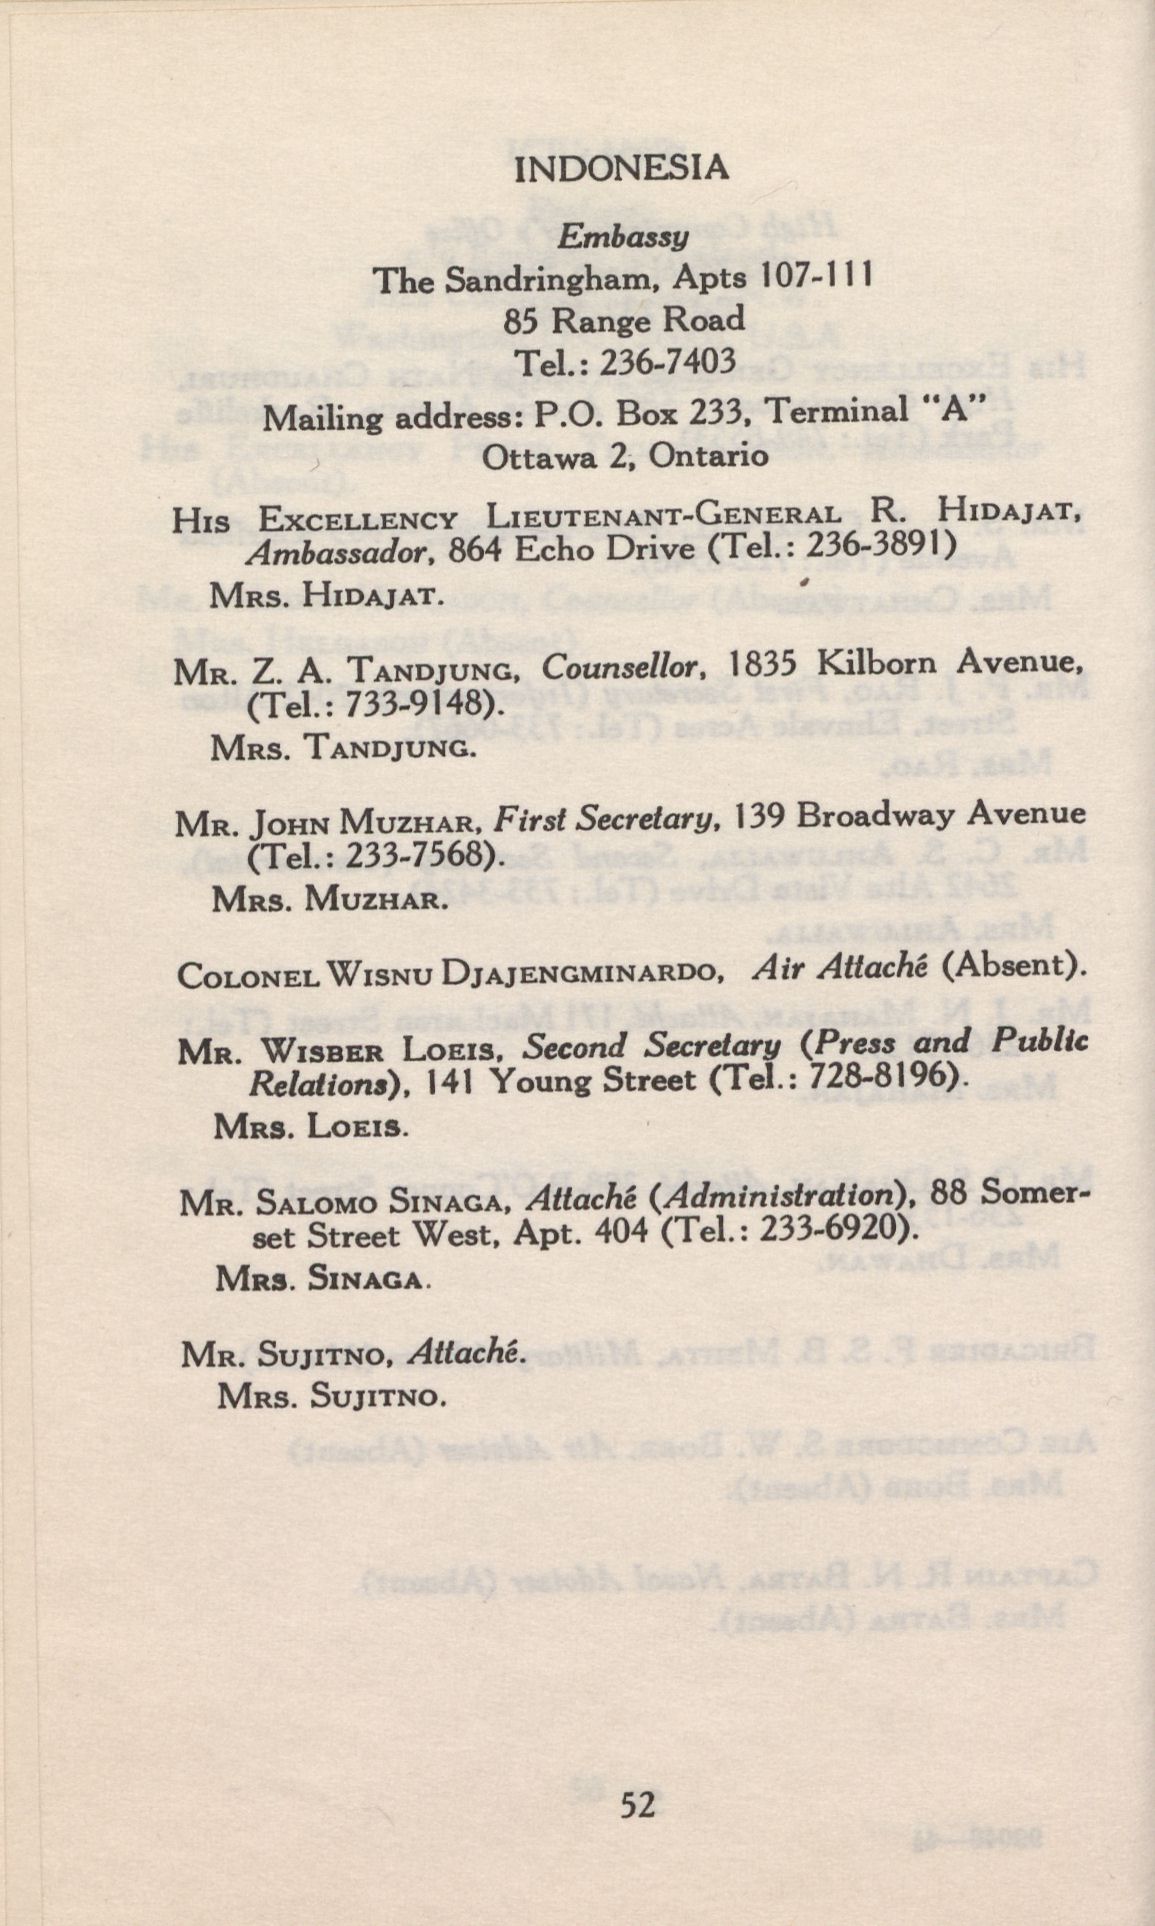 INDONESIA
Embassy
The Sandringham, Apts 107-111
85 Range Road
Tel.: 236-7403
Mailing address: P.O. Box 233, Terminal “A”
Ottawa 2, Ontario
HIS EXCELLENCY LIEUTENANT-GENERAL R. HIDAJAT,
Ambassador, 864 Echo Drive (Tel.: 236-3891)
MRS. HIDAJAT.
MR. Z. A. TANDJUNG, Counsellor, 1835 Kilborn Avenue,
(Tel.: 733-9148).
MRS. TANDJUNG.
MR. JOHN MUZHAR, First Secretary, 139 Broadway Avenue
(Tel.: 233-7568).
MRS. MUZHAR.
COLONEL WISNU DJAJENGMINARDO, Air Attaché (Absent).
MR. WISBER LOEIS, Second Secretary (Press and Public
Relations), 141 Young Street (Tel.: 728-8196).
MRS. LOEIS.
MR. SALOMO SINAGA, Attaché (Administration), 88 Somer-
set Street West, Apt. 404 (Tel.: 233-6920).
MRS. SINAGA.
MR. SUJITNO, Attaché.
MRS. SUJITNO.
52